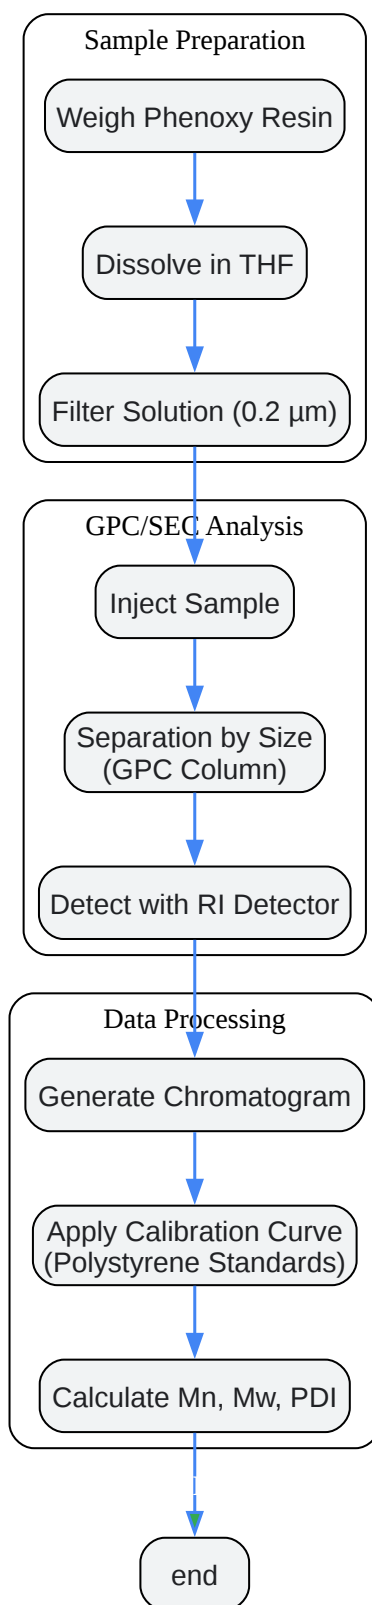 Sample Preparation
Weigh Phenoxy Resin
Dissolve in THF
Filter Solution (0.2 µm)
GPC/SEC Analysis
Inject Sample
Separation by Size
(GPC Column)
Detect with RI Detector
Data Processing
Generate Chromatogram
Apply Calibration Curve
(Polystyrene Standards)
Calculate Mn, Mw, PDI
end